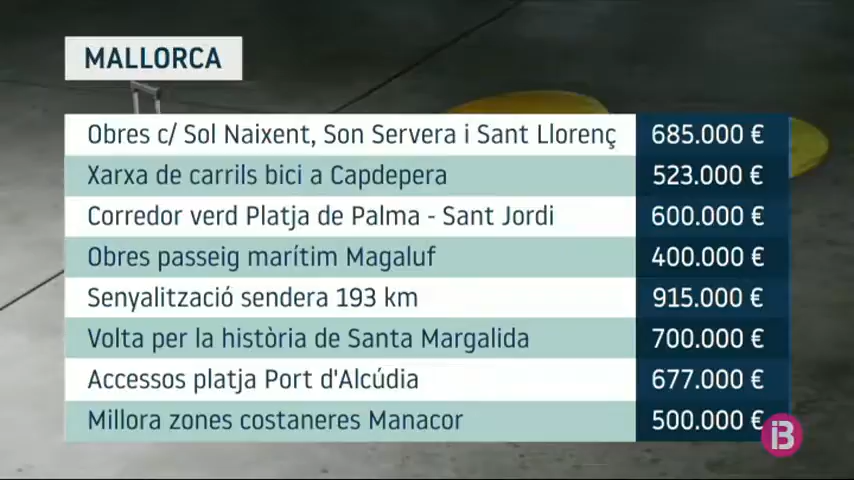 MALLORCA
Obres c/ Sol Naixent, Son Servera i Sant Llorenç 685.000 €
Xarxa de carrils bici a Capdepera 523.000 €
Corredor verd Platja de Palma - Sant Jordi 600.000 €
Obres passeig marítim Magaluf 400.000 €
Senyalització sendera 193 km 915.000 €
Volta per la història de Santa Margalida 700.000 €
Accessos platja Port d'Alcúdia 677.000 €
Millora zones costaneres Manacor 500.000 €
iB